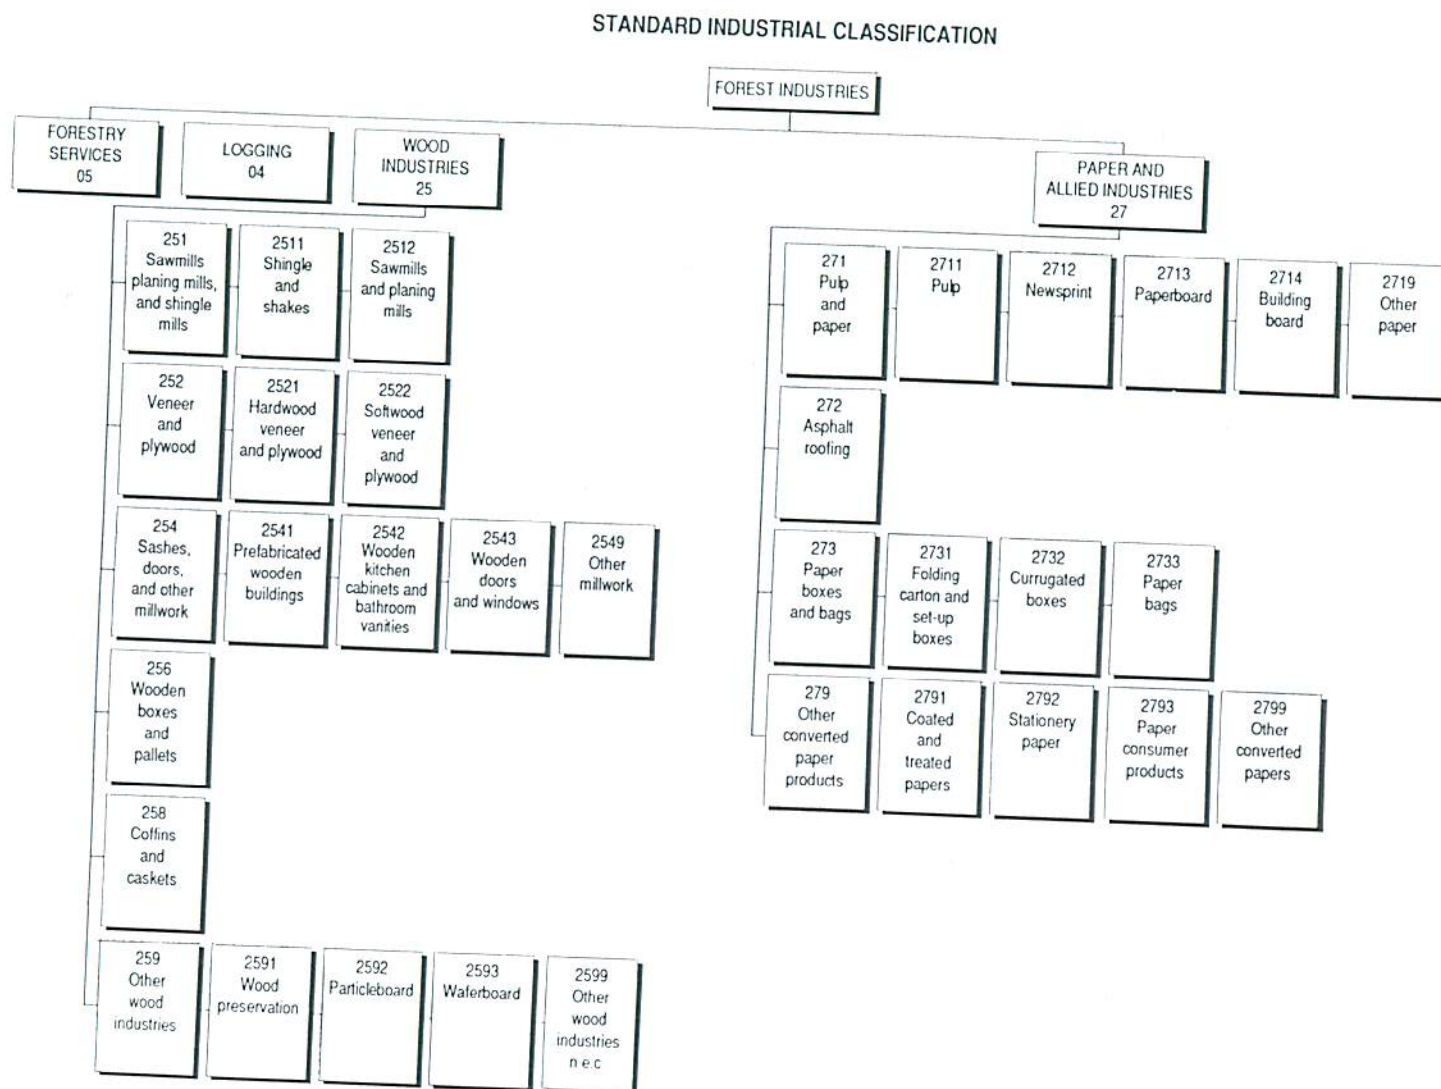 STANDARD INDUSTRIAL CLASSIFICATION
FOREST INDUSTRIES
FORESTRY
SERVICES
05
LOGGING
04
WOOD
INDUSTRIES
25
PAPER AND
ALLIED INDUSTRIES
27
251
Sawmills
planing mills,
and shingle
mills
2511
Shingle
and
shakes
2512
Sawmills
and planing
mills
252
Veneer
and
plywood
2521
Hardwood
veneer
and plywood
2522
Softwood
veneer
and
plywood
254
Sashes,
doors,
and other
millwork
2541
Prefabricated
wooden
buildings
2542
Wooden
kitchen
cabinets and
bathroom
vanities
2543
Wooden
doors
and windows
2549
Other
millwork
256
Wooden
boxes
and
pallets
258
Coffins
and
caskets
259
Other
wood
industries
2591
Wood
preservation
2592
Particleboard
2593
Waferboard
2599
Other
wood
industries
n e.c
271
Pulp
and
paper
2711
Pulp
2712
Newsprint
2713
Paperboard
2714
Building
board
2719
Other
paper
272
Asphalt
roofing
273
Paper
boxes
and bags
2731
Folding
carton and
set-up
boxes
2732
Currugated
boxes
2733
Paper
bags
279
Other
converted
paper
products
2791
Coated
and
treated
papers
2792
Stationery
paper
2793
Paper
consumer
products
2799
Other
converted
papers